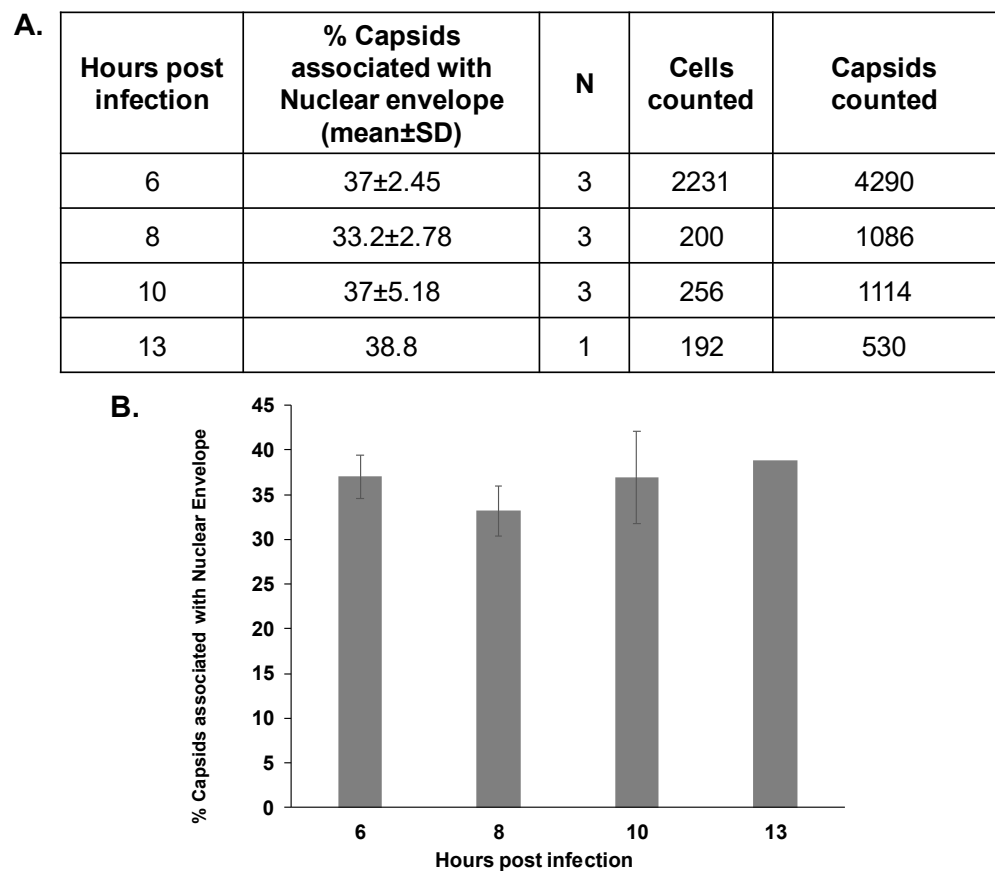 A.
Hours post infection | % Capsids associated with Nuclear envelope (mean±SD) | N | Cells counted | Capsids counted
6 | 37±2.45 | 3 | 2231 | 4290
8 | 33.2±2.78 | 3 | 200 | 1086
10 | 37±5.18 | 3 | 256 | 1114
13 | 38.8 | 1 | 192 | 530
B.
% Capsids associated with Nuclear Envelope
45
40
35
30
25
20
15
10
5
0
6 8 10 13
Hours post infection